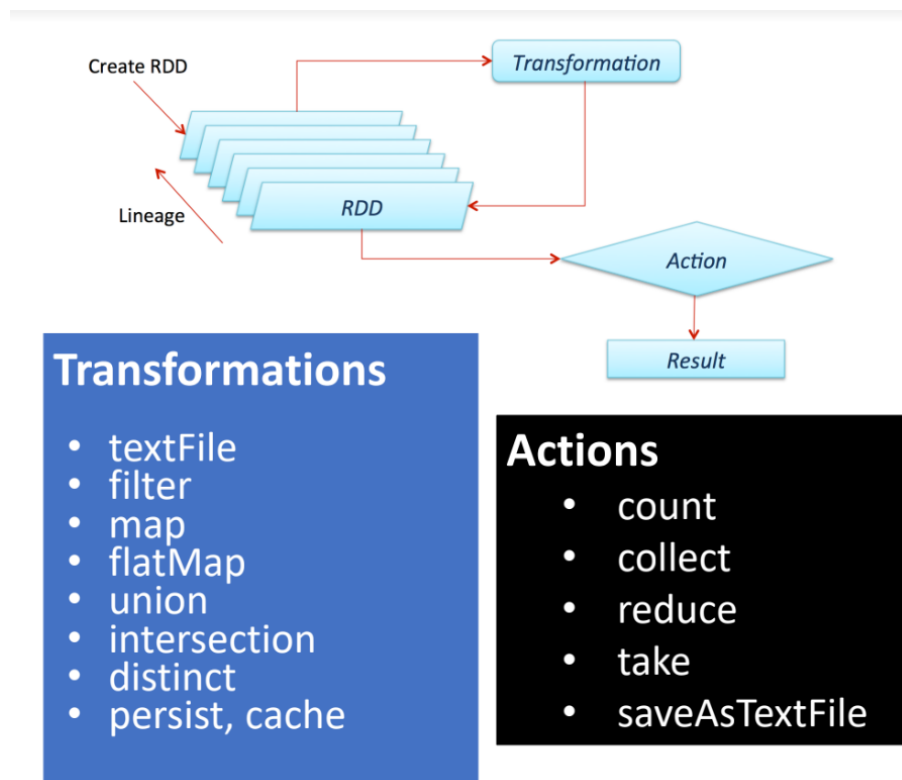 Create RDD
Transformation
Lineage
RDD
Action
Result
Transformations
• textFile
• filter
• map
• flatMap
• union
• intersection
• distinct
• persist, cache
Actions
• count
• collect
• reduce
• take
• saveAsTextFile